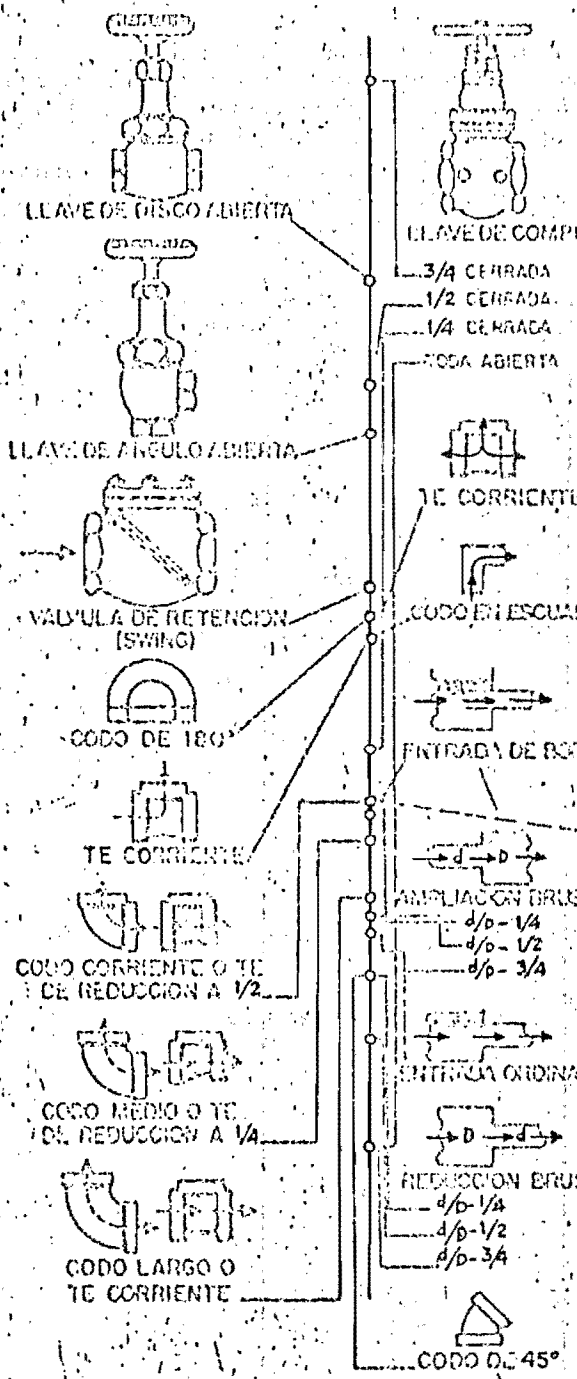 LLAVE DE DISCO ABIERTA
LLAVE DE ANGULO ABIERTA
VALVULA DE RETENCION
(SWING)
CODO DE 180°
TE CORRIENTE
CODO CORRIENTE O TE
DE REDUCCION A 1/2
CODO MEDIO O TE
DE REDUCCION A 1/4
CODO LARGO O
TE CORRIENTE
LLAVE DE COMP
3/4 CERRADA
1/2 CERRADA
1/4 CERRADA
TODA ABIERTA
TE CORRIENTE
CODO EN ESCUA
ENTRADA DE BOR
d D
AMPLIACION BRUS
d/D - 1/4
d/D - 1/2
d/D - 3/4
ENTRADA ORDINA
D d
REDUCCION BRUS
d/D - 1/4
d/D - 1/2
d/D - 3/4
CODO DE 45°